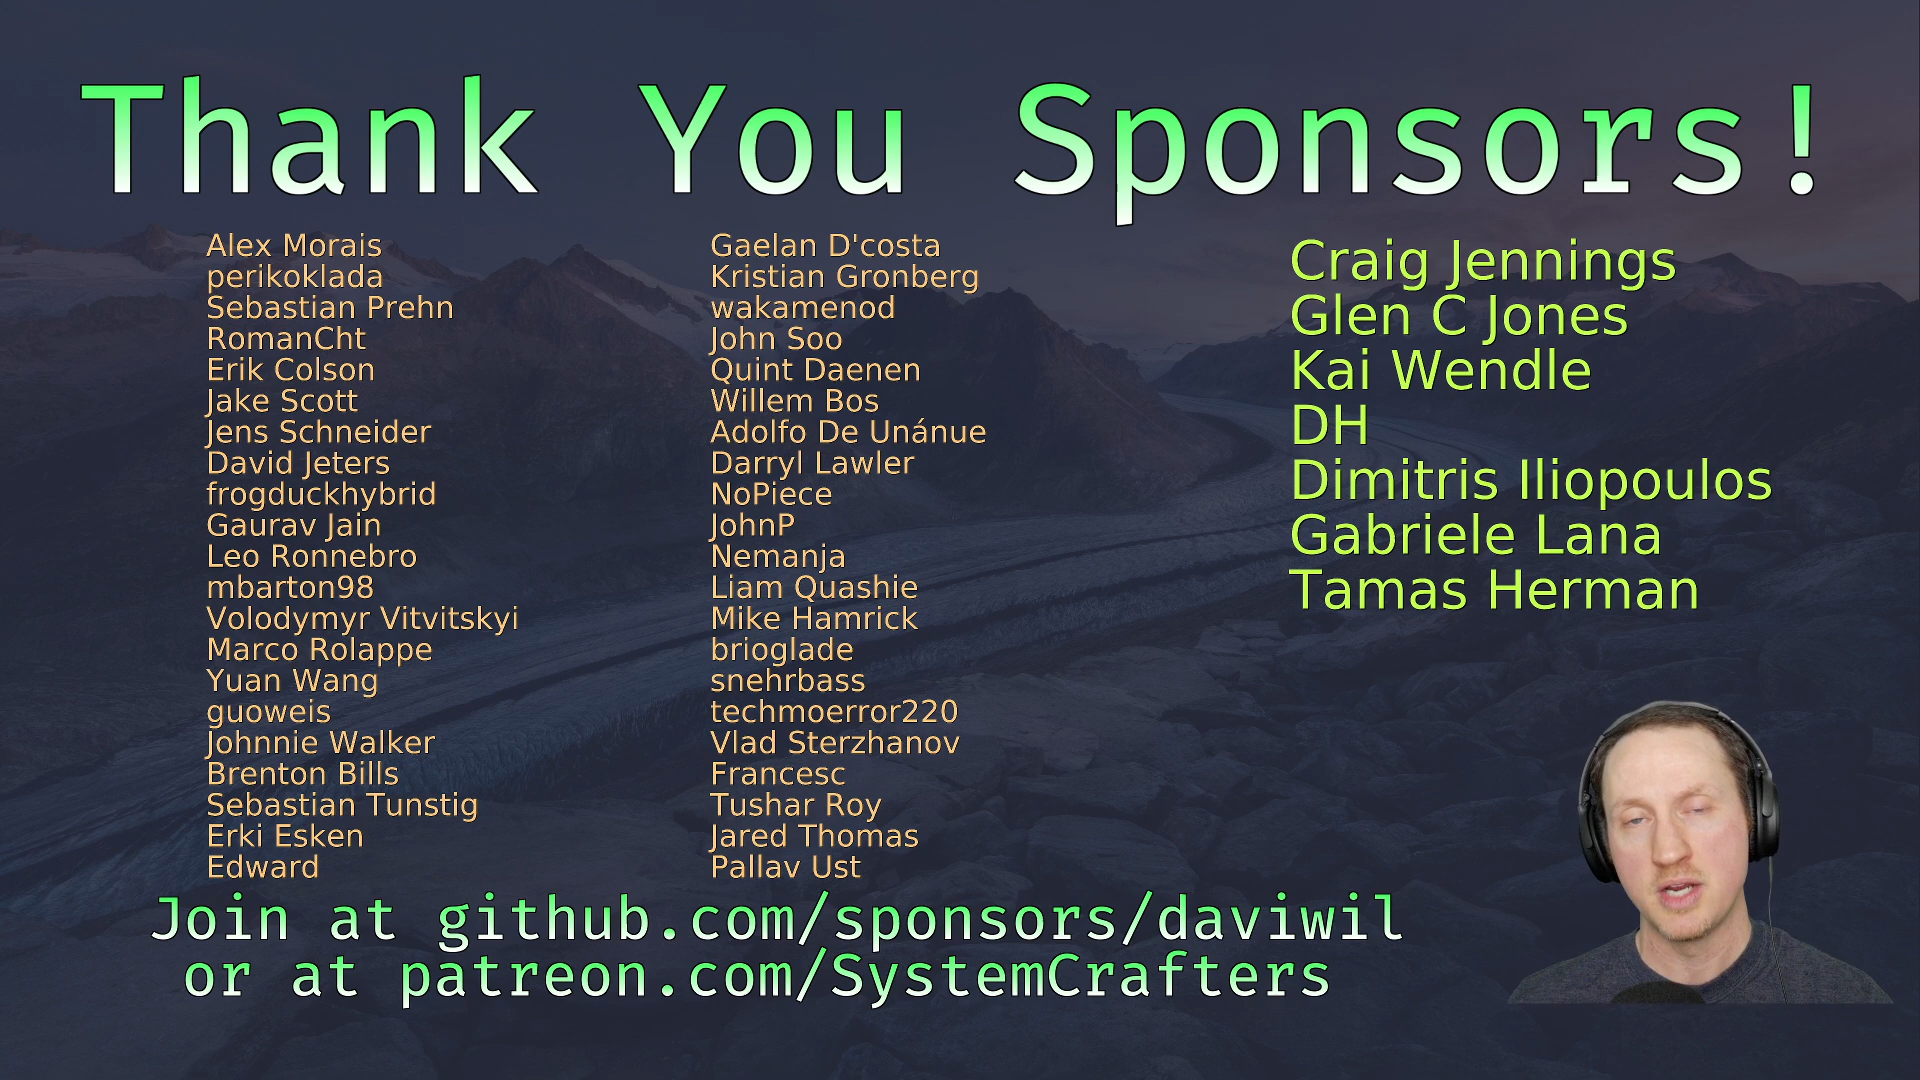 Thank You Sponsors!
Alex Morais
perikoklada
Sebastian Prehn
RomanCht
Erik Colson
Jake Scott
Jens Schneider
David Jeters
frogduckhybrid
Gaurav Jain
Leo Ronnebro
mbarton98
Volodymyr Vitvitskyi
Marco Rolappe
Yuan Wang
guoweis
Johnnie Walker
Brenton Bills
Sebastian Tunstig
Erki Esken
Edward
Gaelan D'costa
Kristian Gronberg
wakamenod
John Soo
Quint Daenen
Willem Bos
Adolfo De Unánue
Darryl Lawler
NoPiece
JohnP
Nemanja
Liam Quashie
Mike Hamrick
brioglade
snehrbass
techmoerror220
Vlad Sterzhanov
Francesc
Tushar Roy
Jared Thomas
Pallav Ust
Craig Jennings
Glen C Jones
Kai Wendle
DH
Dimitris Iliopoulos
Gabriele Lana
Tamas Herman
Join at github.com/sponsors/daviwil
or at patreon.com/SystemCrafters